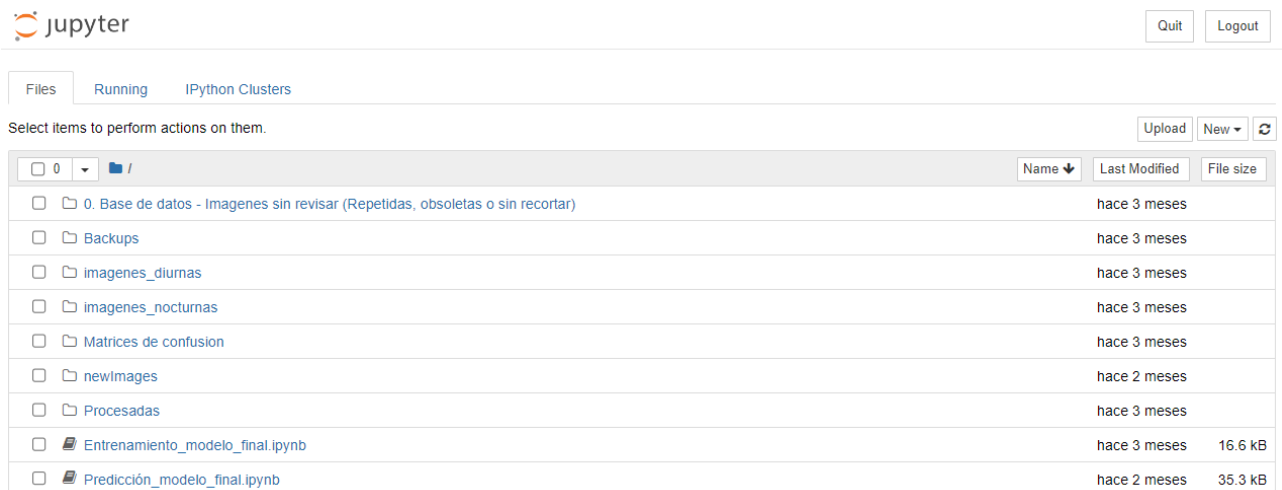 jupyter
Quit Logout
Files Running IPython Clusters
Select items to perform actions on them.
Upload New
0 / Name Last Modified File size
0. Base de datos - Imagenes sin revisar (Repetidas, obsoletas o sin recortar) hace 3 meses
Backups hace 3 meses
imagenes_diurnas hace 3 meses
imagenes_nocturnas hace 3 meses
Matrices de confusion hace 3 meses
newImages hace 2 meses
Procesadas hace 3 meses
Entrenamiento_modelo_final.ipynb hace 3 meses 16.6 kB
Predicción_modelo_final.ipynb hace 2 meses 35.3 kB